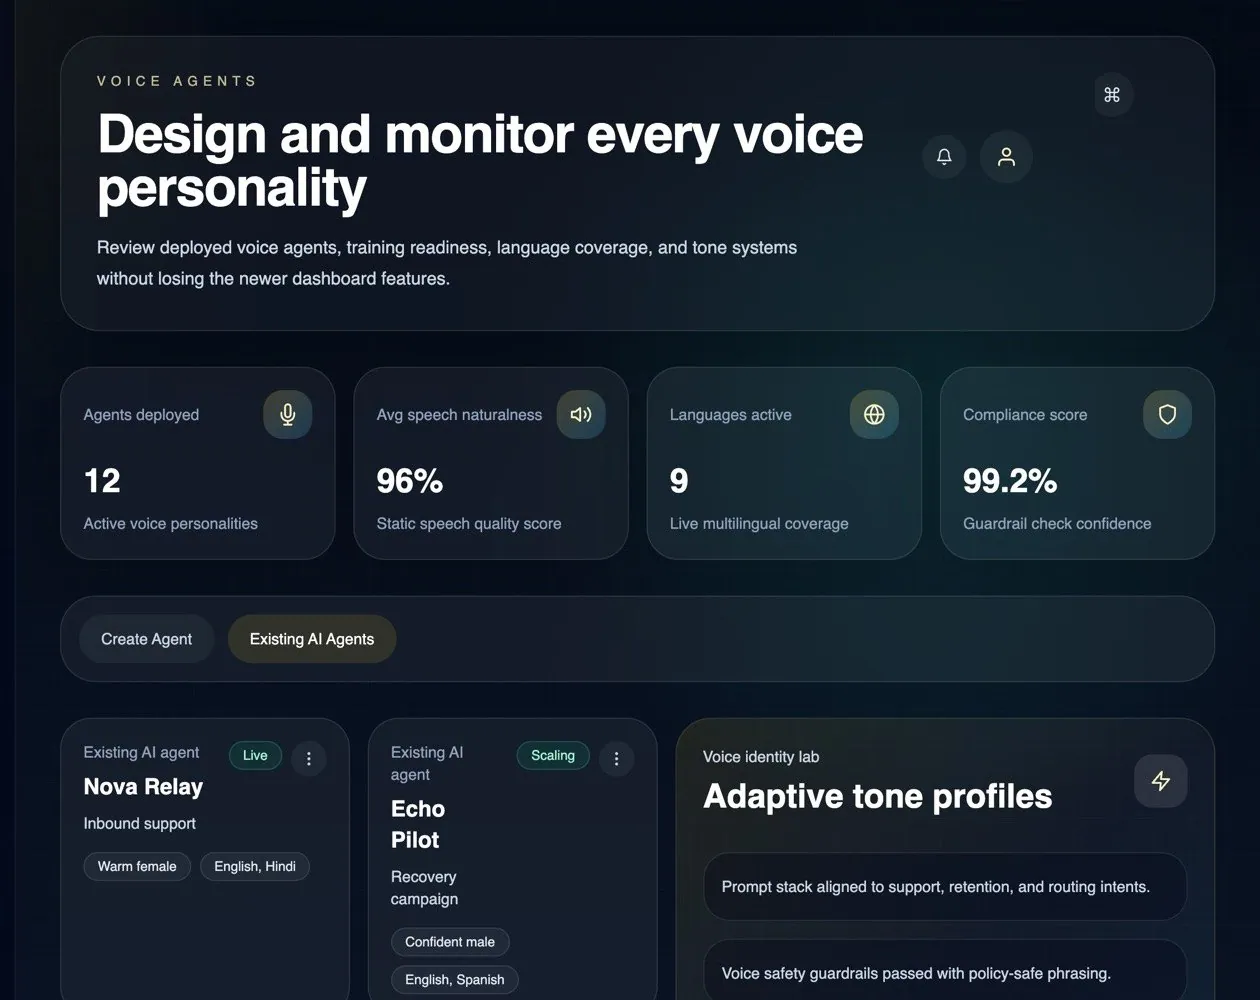 VOICE AGENTS
Design and monitor every voice
personality
Review deployed voice agents, training readiness, language coverage, and tone systems
without losing the newer dashboard features.
Agents deployed
12
Active voice personalities
Avg speech naturalness
96%
Static speech quality score
Languages active
9
Live multilingual coverage
Compliance score
99.2%
Guardrail check confidence
Create Agent
Existing AI Agents
Existing AI agent
Live
Nova Relay
Inbound support
Warm female
English, Hindi
Existing AI
agent
Scaling
Echo
Pilot
Recovery
campaign
Confident male
English, Spanish
Voice identity lab
Adaptive tone profiles
Prompt stack aligned to support, retention, and routing intents.
Voice safety guardrails passed with policy-safe phrasing.